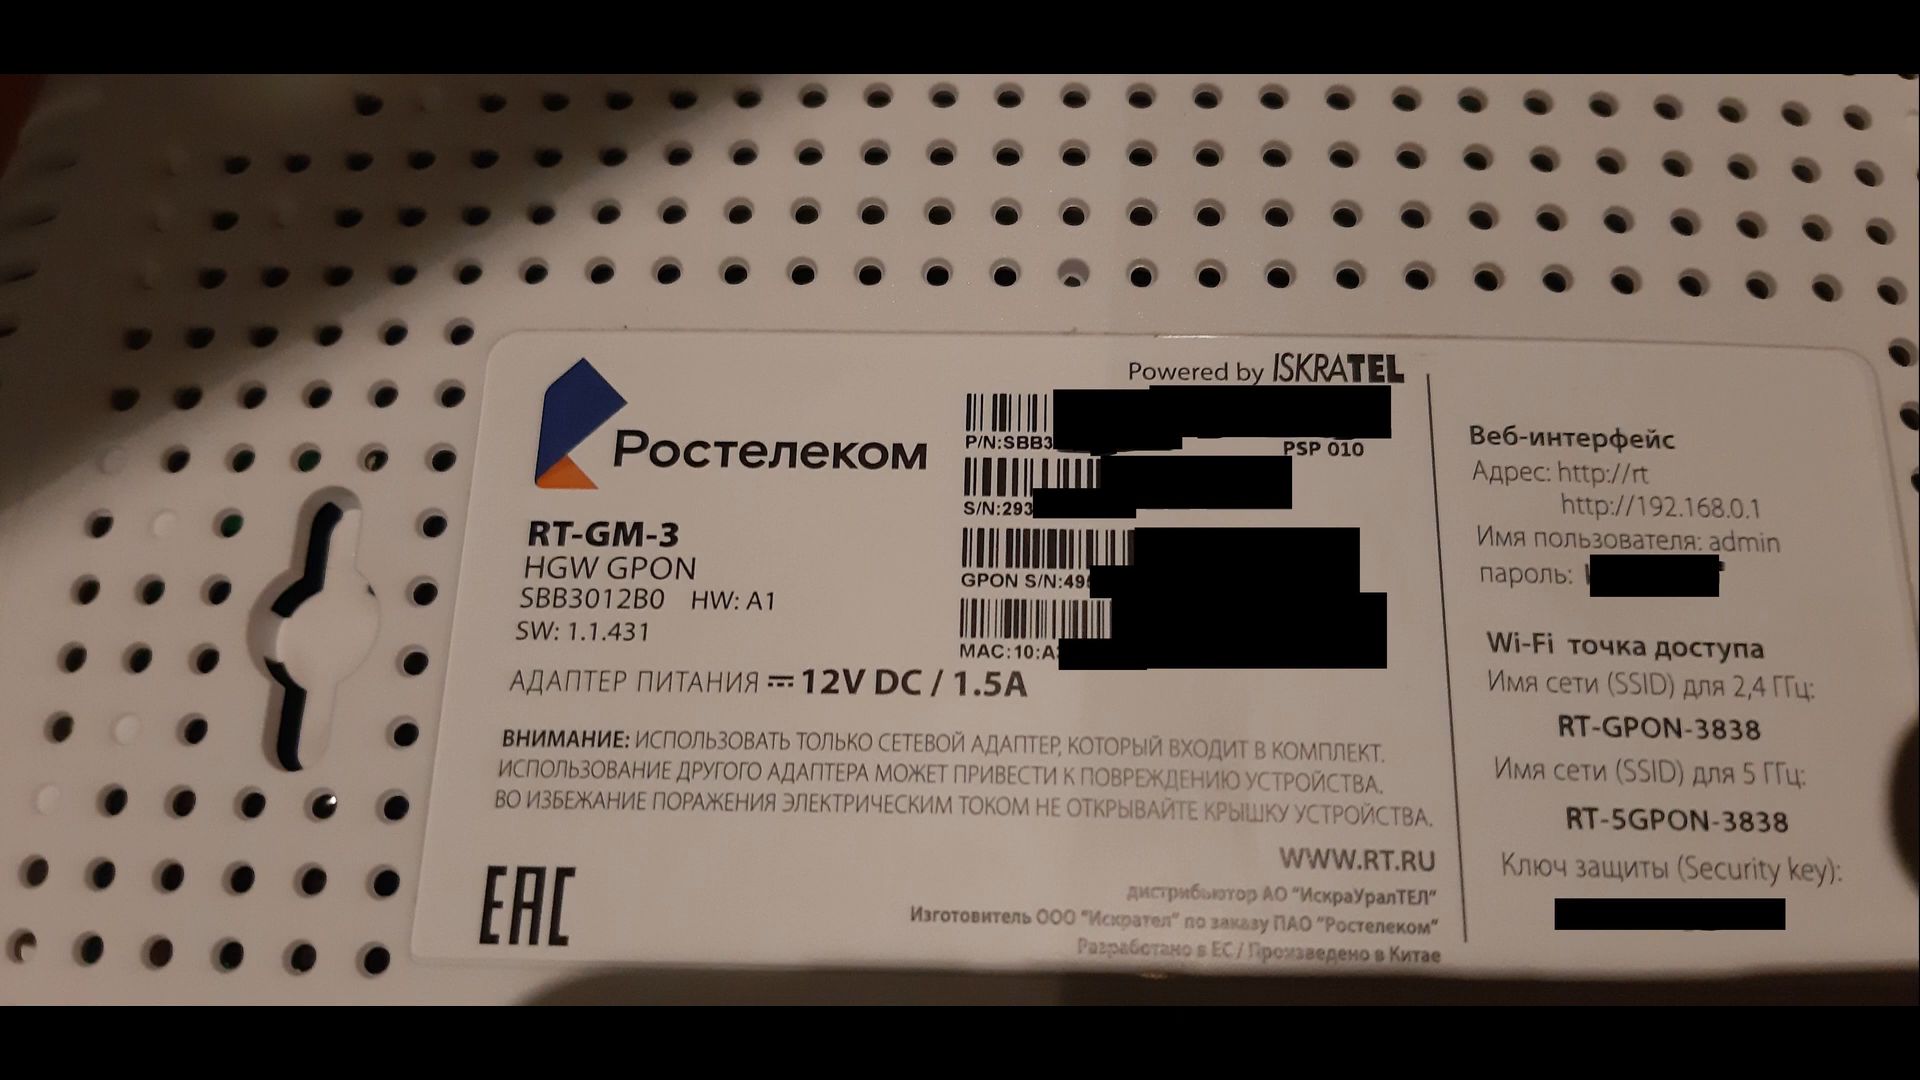 Powered by ISKRATEL
Ростелеком
P/N:SBB3
PSP 010
S/N:293
RT-GM-3
HGW GPON
GPON S/N:49
SBB3012B0 HW: A1
SW: 1.1.431
MAC:10:A
АДАПТЕР ПИТАНИЯ 12V DC / 1.5A
ВНИМАНИЕ: ИСПОЛЬЗОВАТЬ ТОЛЬКО СЕТЕВОЙ АДАПТЕР, КОТОРЫЙ ВХОДИТ В КОМПЛЕКТ.
ИСПОЛЬЗОВАНИЕ ДРУГОГО АДАПТЕРА МОЖЕТ ПРИВЕСТИ К ПОВРЕЖДЕНИЮ УСТРОЙСТВА.
ВО ИЗБЕЖАНИЕ ПОРАЖЕНИЯ ЭЛЕКТРИЧЕСКИМ ТОКОМ НЕ ОТКРЫВАЙТЕ КРЫШКУ УСТРОЙСТВА.
WWW.RT.RU
EAC
дистрибьютор АО "ИскраУралТЕЛ"
Изготовитель ООО "Искрател" по заказу ПАО "Ростелеком"
Разработано в ЕС / Произведено в Китае
Веб-интерфейс
Адрес: http://rt
http://192.168.0.1
Имя пользователя: admin
пароль:
Wi-Fi точка доступа
Имя сети (SSID) для 2,4 ГГц:
RT-GPON-3838
Имя сети (SSID) для 5 ГГц:
RT-5GPON-3838
Ключ защиты (Security key):